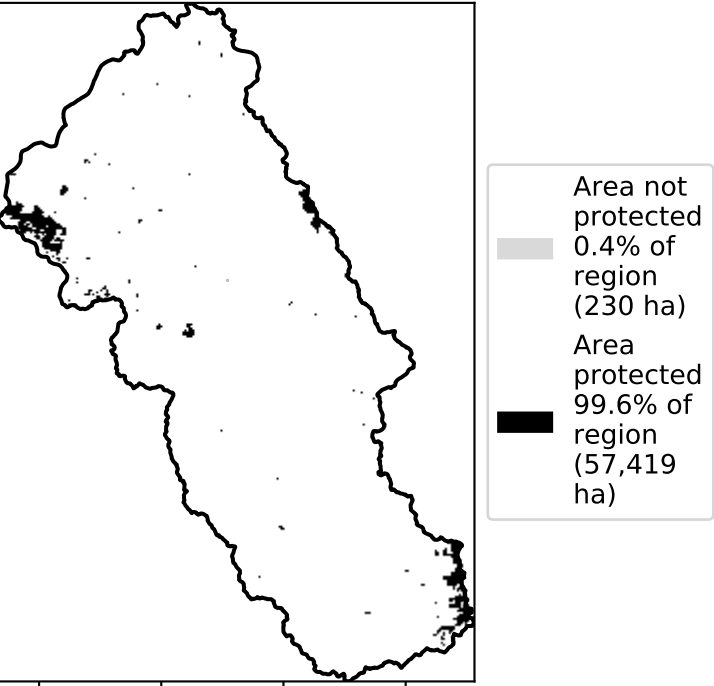 Area not
protected
0.4% of
region
(230 ha)
Area
protected
99.6% of
region
(57,419
ha)